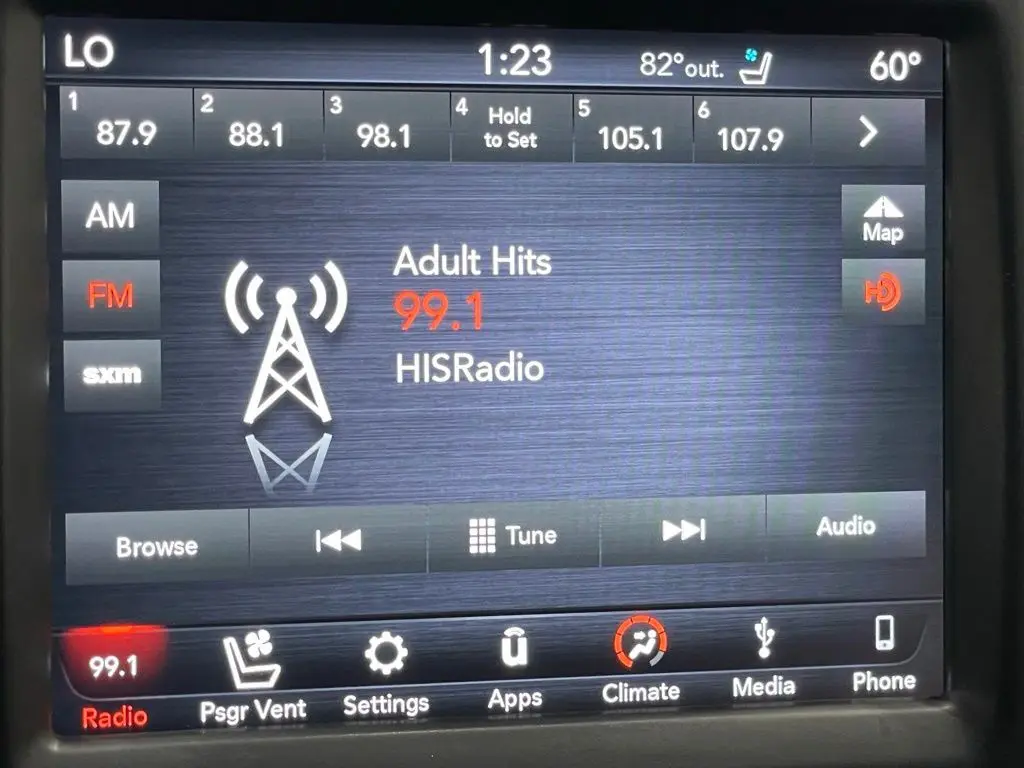 LO 1:23 82°out. 60°
1 87.9 2 88.1 3 98.1 4 Hold to Set 5 105.1 6 107.9
AM
Map
Adult Hits
FM
99.1
HD
HISRadio
sxm
Browse Tune Audio
99.1 u
Radio Psgr Vent Settings Apps Climate Media Phone